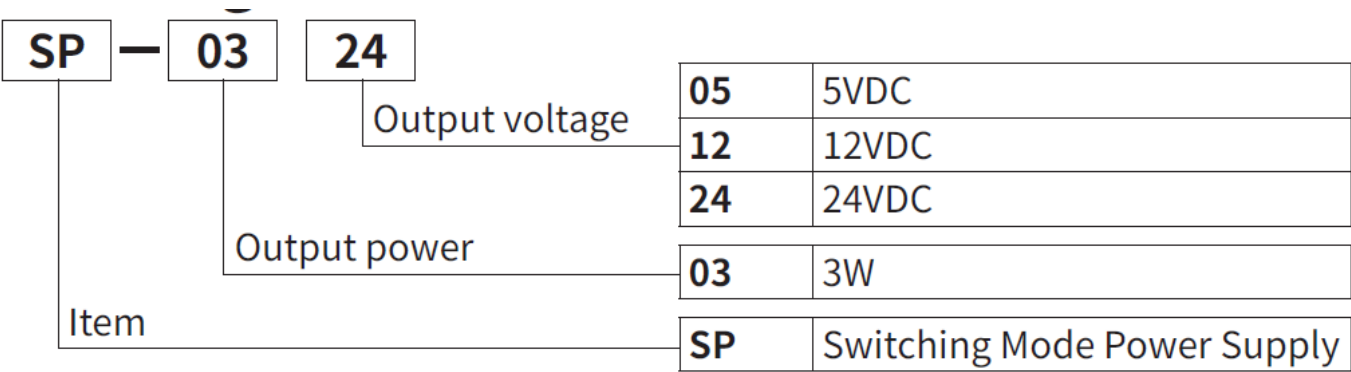 SP — 03 24
Output voltage
05 5VDC
12 12VDC
24 24VDC
Output power
03 3W
Item
SP Switching Mode Power Supply